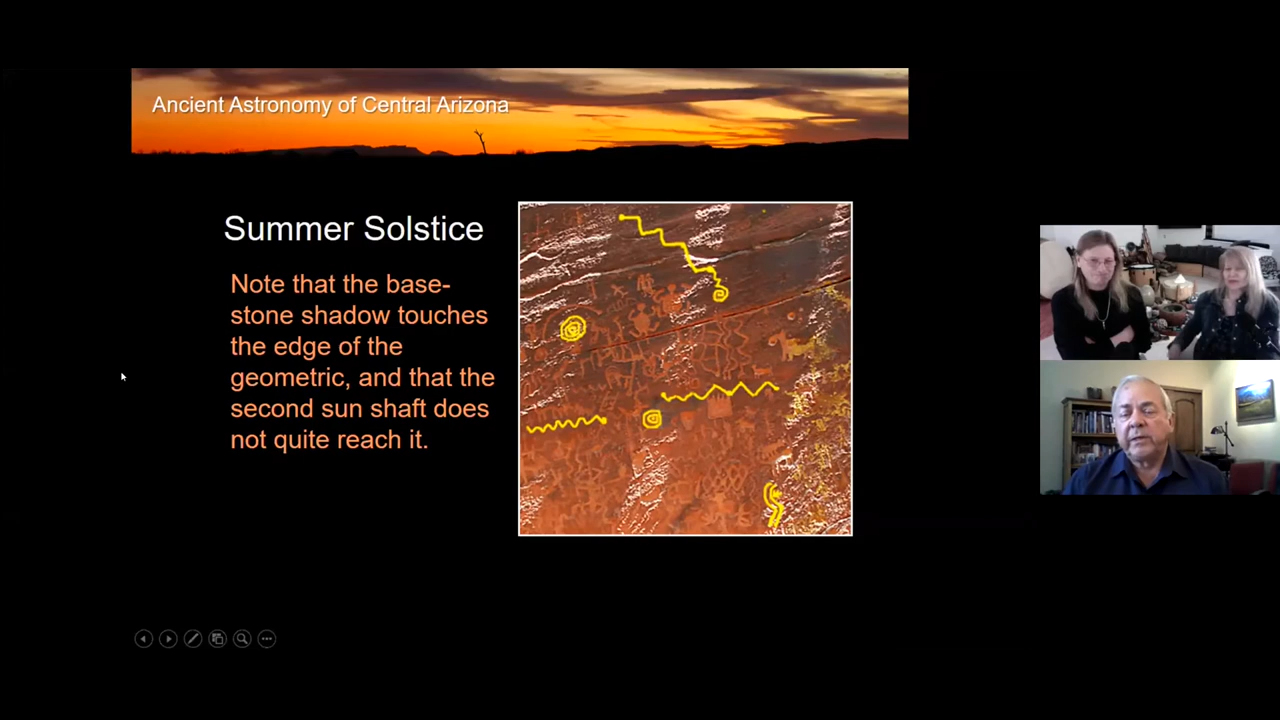 Ancient Astronomy of Central Arizona
Summer Solstice
Note that the base-
stone shadow touches
the edge of the
geometric, and that the
second sun shaft does
not quite reach it.